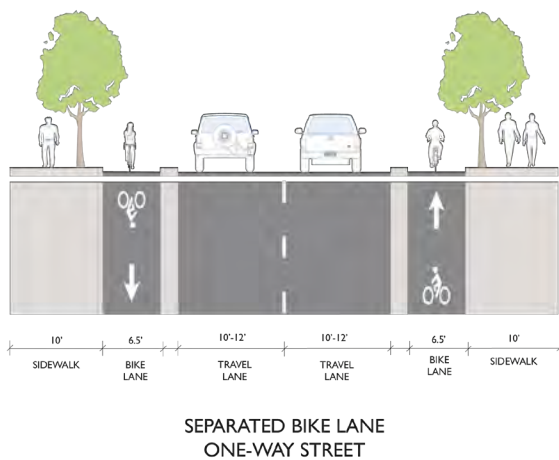 10' 6.5' 10'-12' 10'-12' 6.5' 10'
SIDEWALK BIKE LANE TRAVEL LANE TRAVEL LANE BIKE LANE SIDEWALK
SEPARATED BIKE LANE
ONE-WAY STREET